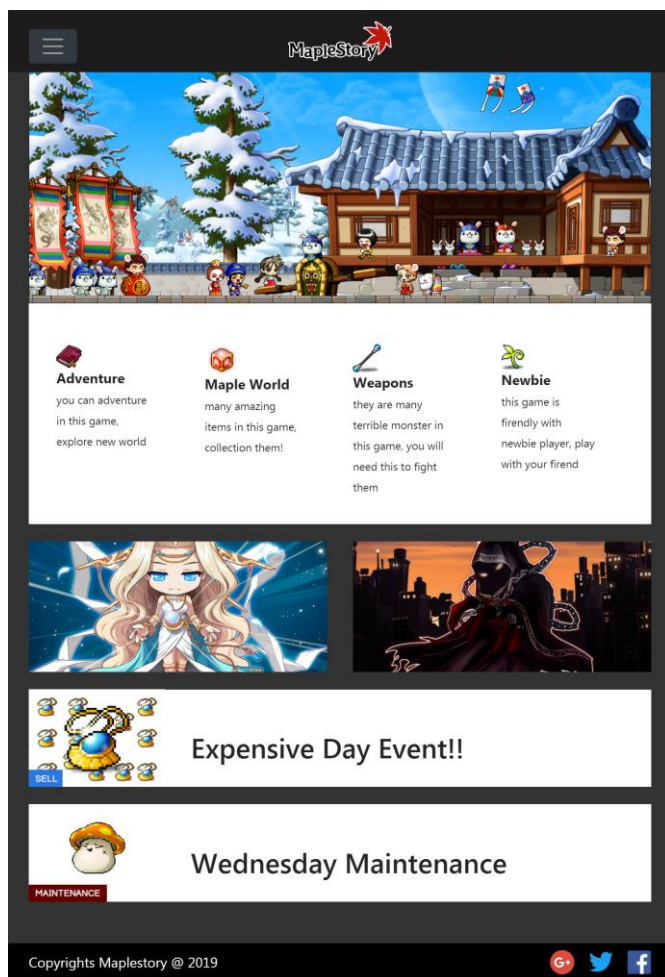 MapleStory
Adventure
you can adventure
in this game,
explore new world
Maple World
many amazing
items in this game,
collection them!
Weapons
they are many
terrible monster in
this game, you will
need this to fight
them
Newbie
this game is
firendly with
newbie player, play
with your firend
SELL
Expensive Day Event!!
MAINTENANCE
Wednesday Maintenance
Copyrights Maplestory @ 2019
G+
f